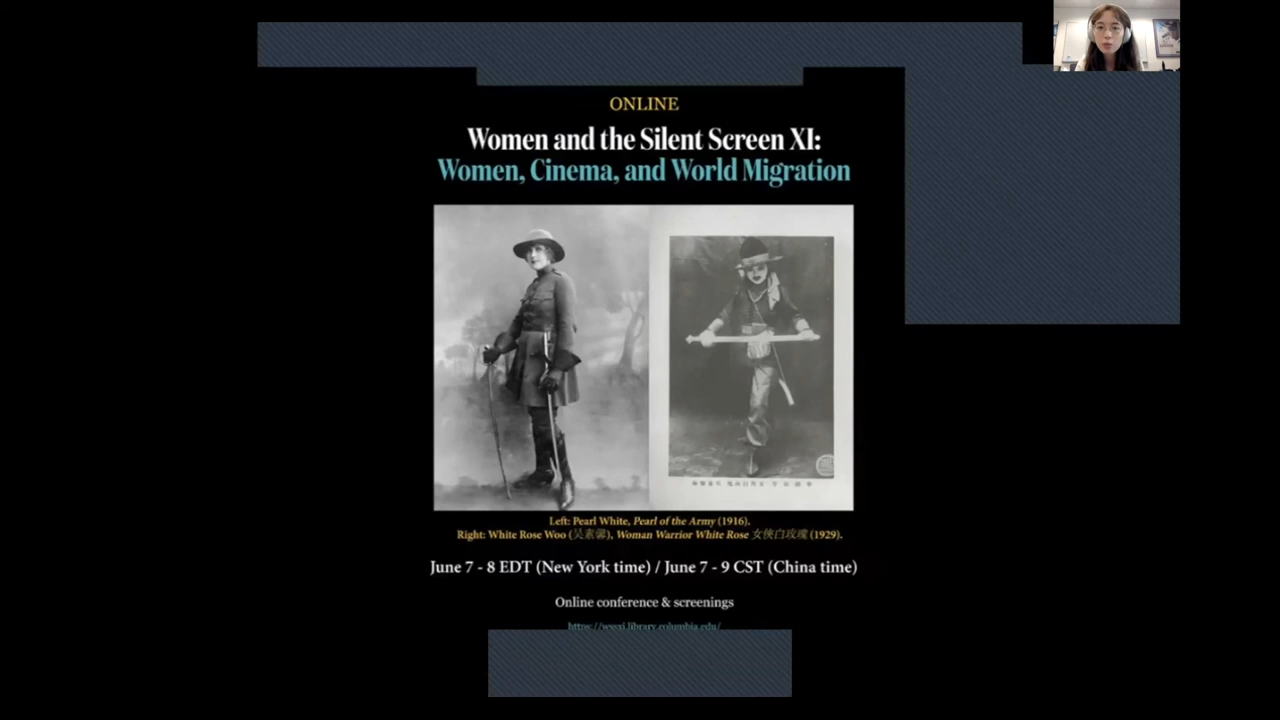 ONLINE
Women and the Silent Screen XI:
Women, Cinema, and World Migration
Left: Pearl White, Pearl of the Army (1916).
Right: White Rose Woo (吴素馨), Woman Warrior White Rose 女侠白玫瑰 (1929).
June 7 - 8 EDT (New York time) / June 7 - 9 CST (China time)
Online conference & screenings
https://wssxi.library.columbia.edu/